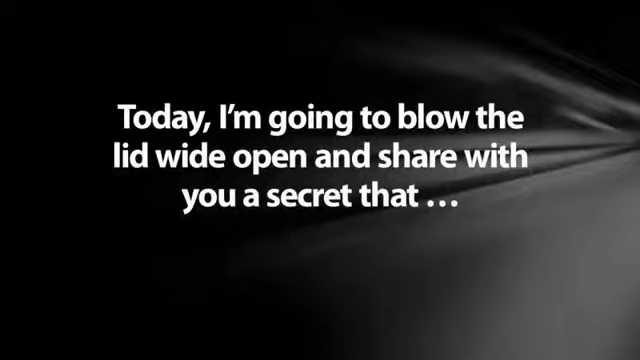 Today, I’m going to blow the
lid wide open and share with
you a secret that …